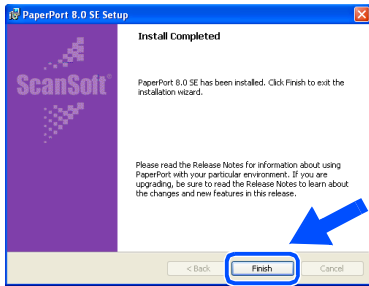 PaperPort 8.0 SE Setup
Install Completed
ScanSoft®
PaperPort 8.0 SE has been installed. Click Finish to exit the
installation wizard.
Please read the Release Notes for information about using
PaperPort with your particular environment. If you are
upgrading, be sure to read the Release Notes to learn about
the changes and new features in this release.
< Back
Finish
Cancel